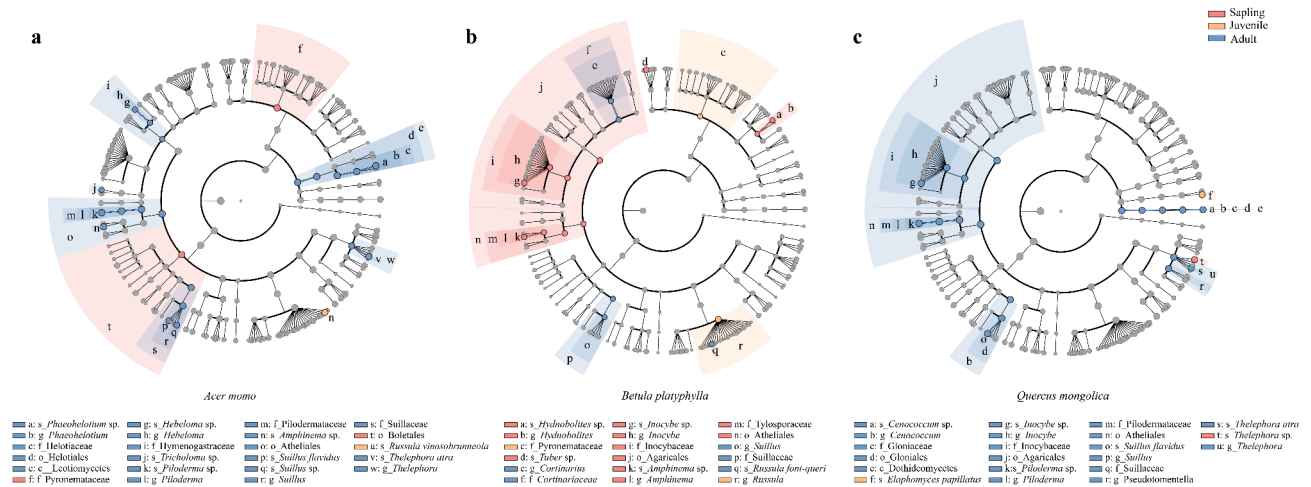 a
b
c
Sapling
Juvenile
Adult
f
i
h
g
e
d
a b c
j
m l k
n
o
t
p
q
r
s
v w
n
f
c
j
d
c
a b
i
h
g
n m l k
o
p
q
r
j
i
h
g
n m l k
f
a b c d e
t
s
u
r
o
d
b
Acer momo
Betula platyphylla
Quercus mongolica
a: s_Phaeohelotium sp.
b: g_Phaeohelotium
c: f_Helotiaceae
d: o_Helotiales
e: c__Leotiomycetes
f: f_Pyronemataceae
g: s_Hebeloma sp.
h: g_Hebeloma
i: f_Hymenogastraceae
j: s_Tricholoma sp.
k: s_Piloderma sp.
l: g_Piloderma
m: f_Pilodermataceae
n: s_Amphinema sp.
o: o_Atheliales
p: s_Suillus flavidus
q: s_Suillus sp.
r: g_Suillus
s: f_Suillaceae
t: o_Boletales
u: s_Russula vinosobrunneola
v: s_Thelephora atra
w: g_Thelephora
a: s_Hydnobolites sp.
b: g_Hydnobolites
c: f_Pyronemataceae
d: s_Tuber sp.
e: g_Cortinarius
f: f_Cortinariaceae
g: s_Inocybe sp.
h: g_Inocybe
i: f_Inocybaceae
j: o_Agaricales
k: s_Amphinema sp.
l: g_Amphinema
m: f_Tylosporaceae
n: o_Atheliales
o: g_Suillus
p: f_Suillaceae
q: s_Russula font-queri
r: g_Russula
a: s_Cenococcum sp.
b: g_Cenococcum
c: f_Gloniaceae
d: o_Gloniales
e: c_Dothideomycetes
f: s_Elaphomyces papillatus
g: s_Inocybe sp.
h: g_Inocybe
i: f_Inocybaceae
j: o_Agaricales
k:s_Piloderma sp.
l: g_Piloderma
m: f_Pilodermataceae
n: o_Atheliales
o: s_Suillus flavidus
p: g_Suillus
q: f_Suillaceae
r: g_Pseudotomentella
s: s_Thelephora atra
t: s_Thelephora sp.
u: g_Thelephora